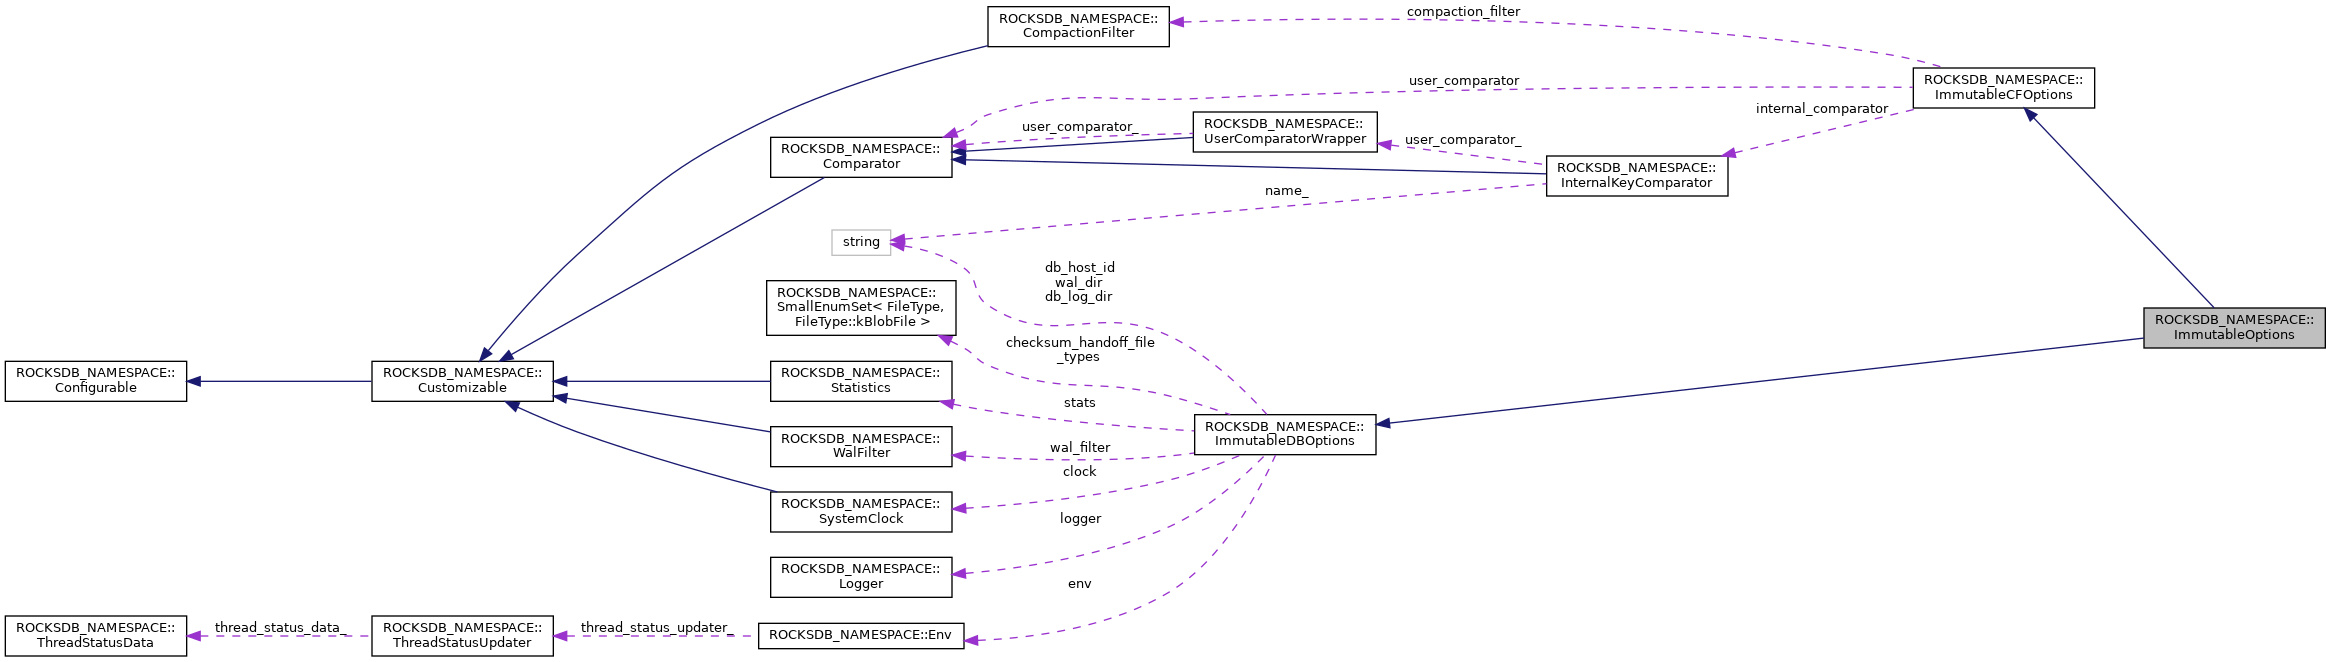 ROCKSDB_NAMESPACE::
CompactionFilter
compaction_filter
ROCKSDB_NAMESPACE::
ImmutableCFOptions
user_comparator
internal_comparator
ROCKSDB_NAMESPACE::
UserComparatorWrapper
user_comparator_
user_comparator_
ROCKSDB_NAMESPACE::
Comparator
ROCKSDB_NAMESPACE::
InternalKeyComparator
name_
string
db_host_id
wal_dir
db_log_dir
ROCKSDB_NAMESPACE::
SmallEnumSet< FileType,
FileType::kBlobFile >
ROCKSDB_NAMESPACE::
ImmutableOptions
checksum_handoff_file
_types
ROCKSDB_NAMESPACE::
Configurable
ROCKSDB_NAMESPACE::
Customizable
ROCKSDB_NAMESPACE::
Statistics
stats
ROCKSDB_NAMESPACE::
ImmutableDBOptions
ROCKSDB_NAMESPACE::
WalFilter
wal_filter
clock
ROCKSDB_NAMESPACE::
SystemClock
logger
ROCKSDB_NAMESPACE::
Logger
env
ROCKSDB_NAMESPACE::
ThreadStatusData
thread_status_data_
ROCKSDB_NAMESPACE::
ThreadStatusUpdater
thread_status_updater_
ROCKSDB_NAMESPACE::Env